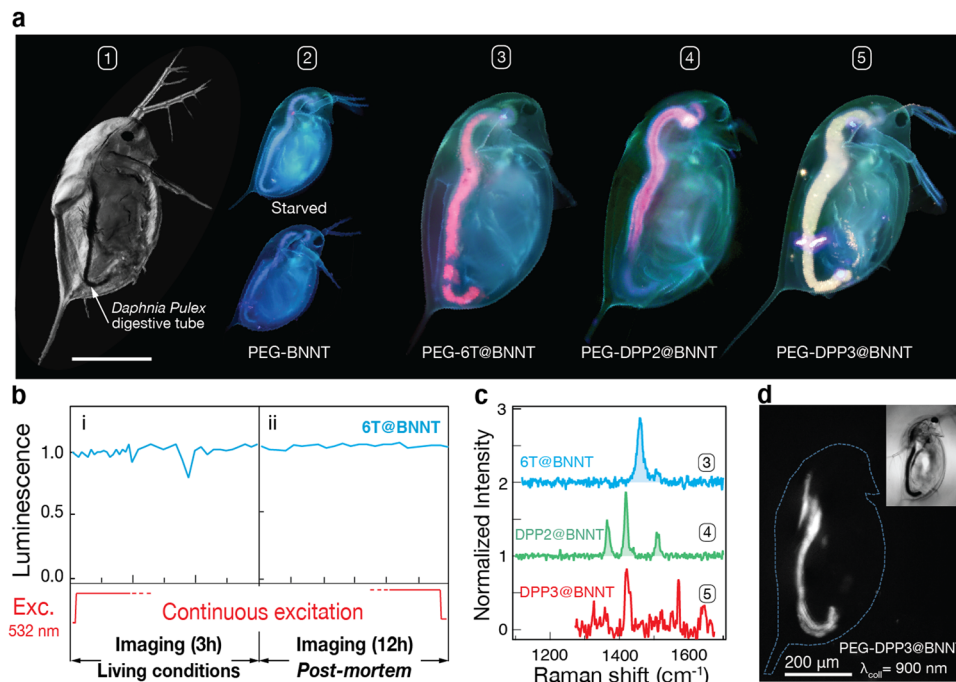 a
1
2
3
4
5
Starved
Daphnia Pulex
digestive tube
PEG-BNNT
PEG-6T@BNNT
PEG-DPP2@BNNT
PEG-DPP3@BNNT
b
i
ii
6T@BNNT
Luminescence
1.0
0.5
0.0
Exc.
532 nm
Continuous excitation
Imaging (3h)
Living conditions
Imaging (12h)
Post-mortem
c
Normalized Intensity
3
2
1
0
6T@BNNT
3
DPP2@BNNT
4
DPP3@BNNT
5
1200
1400
1600
Raman shift (cm-1)
d
PEG-DPP3@BNNT
200 µm
λcoll= 900 nm